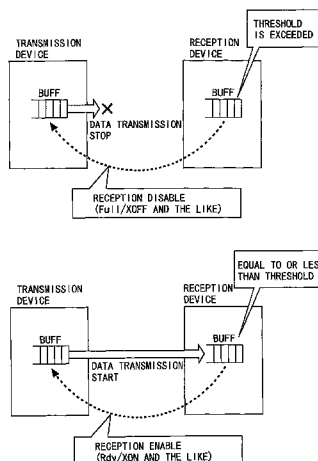 THRESHOLD
IS EXCEEDED
TRANSMISSION
DEVICE
RECEPTION
DEVICE
BUFF
BUFF
DATA TRANSMISSION
STOP
RECEPTION DISABLE
(Full/XOFF AND THE LIKE)
EQUAL TO OR LESS
THAN THRESHOLD
TRANSMISSION
DEVICE
RECEPTION
DEVICE
BUFF
BUFF
DATA TRANSMISSION
START
RECEPTION ENABLE
(Rdy/XON AND THE LIKE)